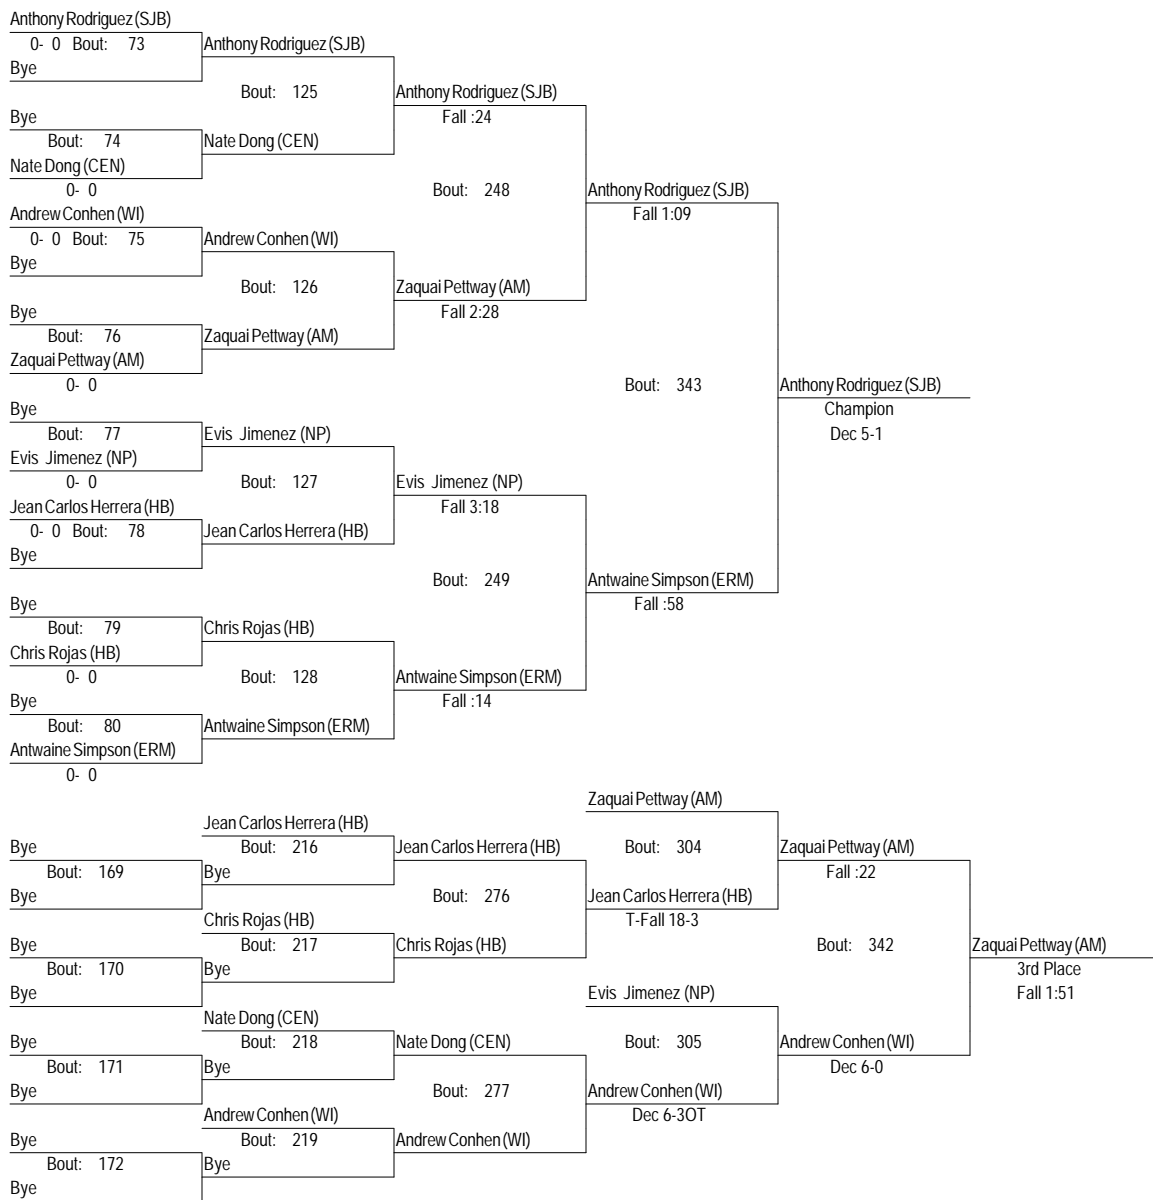 Anthony Rodriguez (SJB)
0- 0 Bout: 73 Anthony Rodriguez (SJB)
Bye
Bout: 125 Anthony Rodriguez (SJB)
Bye Fall :24
Bout: 74 Nate Dong (CEN)
Nate Dong (CEN)
0- 0 Bout: 248 Anthony Rodriguez (SJB)
Andrew Conhen (WI) Fall 1:09
0- 0 Bout: 75 Andrew Conhen (WI)
Bye
Bout: 126 Zaquai Pettway (AM)
Bye Fall 2:28
Bout: 76 Zaquai Pettway (AM)
Zaquai Pettway (AM)
0- 0 Bout: 343 Anthony Rodriguez (SJB)
Bye Champion
Bout: 77 Evis Jimenez (NP) Dec 5-1
Evis Jimenez (NP)
0- 0 Bout: 127 Evis Jimenez (NP)
Jean Carlos Herrera (HB) Fall 3:18
0- 0 Bout: 78 Jean Carlos Herrera (HB)
Bye
Bout: 249 Antwaine Simpson (ERM)
Bye Fall :58
Bout: 79 Chris Rojas (HB)
Chris Rojas (HB)
0- 0 Bout: 128 Antwaine Simpson (ERM)
Bye Fall :14
Bout: 80 Antwaine Simpson (ERM)
Antwaine Simpson (ERM)
0- 0
Zaquai Pettway (AM)
Jean Carlos Herrera (HB)
Bye Bout: 216 Jean Carlos Herrera (HB) Bout: 304 Zaquai Pettway (AM)
Bout: 169 Bye Fall :22
Bye Bout: 276 Jean Carlos Herrera (HB)
Chris Rojas (HB) T-Fall 18-3
Bye Bout: 217 Chris Rojas (HB) Bout: 342 Zaquai Pettway (AM)
Bout: 170 Bye 3rd Place
Bye Evis Jimenez (NP) Fall 1:51
Nate Dong (CEN)
Bye Bout: 218 Nate Dong (CEN) Bout: 305 Andrew Conhen (WI)
Bout: 171 Bye Dec 6-0
Bye Bout: 277 Andrew Conhen (WI)
Andrew Conhen (WI) Dec 6-3OT
Bye Bout: 219 Andrew Conhen (WI)
Bout: 172 Bye
Bye